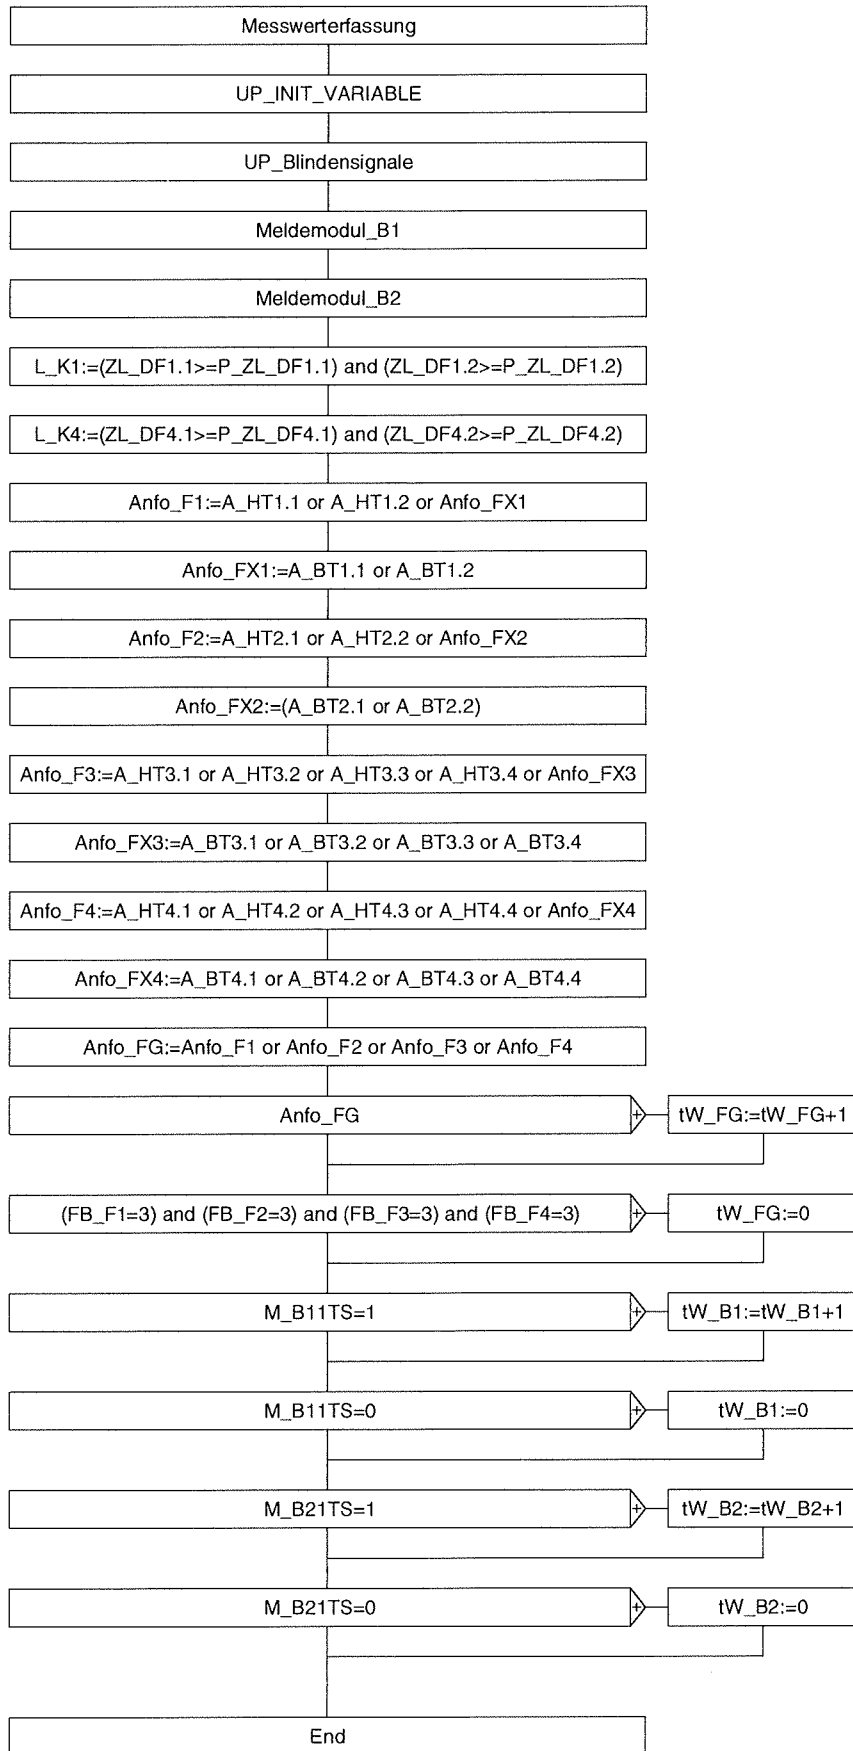 Messwerterfassung
UP_INIT_VARIABLE
UP_Blindensignale
Meldemodul_B1
Meldemodul_B2
L_K1:=(ZL_DF1.1>=P_ZL_DF1.1) and (ZL_DF1.2>=P_ZL_DF1.2)
L_K4:=(ZL_DF4.1>=P_ZL_DF4.1) and (ZL_DF4.2>=P_ZL_DF4.2)
Anfo_F1:=A_HT1.1 or A_HT1.2 or Anfo_FX1
Anfo_FX1:=A_BT1.1 or A_BT1.2
Anfo_F2:=A_HT2.1 or A_HT2.2 or Anfo_FX2
Anfo_FX2:=(A_BT2.1 or A_BT2.2)
Anfo_F3:=A_HT3.1 or A_HT3.2 or A_HT3.3 or A_HT3.4 or Anfo_FX3
Anfo_FX3:=A_BT3.1 or A_BT3.2 or A_BT3.3 or A_BT3.4
Anfo_F4:=A_HT4.1 or A_HT4.2 or A_HT4.3 or A_HT4.4 or Anfo_FX4
Anfo_FX4:=A_BT4.1 or A_BT4.2 or A_BT4.3 or A_BT4.4
Anfo_FG:=Anfo_F1 or Anfo_F2 or Anfo_F3 or Anfo_F4
Anfo_FG + tW_FG:=tW_FG+1
(FB_F1=3) and (FB_F2=3) and (FB_F3=3) and (FB_F4=3) + tW_FG:=0
M_B11TS=1 + tW_B1:=tW_B1+1
M_B11TS=0 + tW_B1:=0
M_B21TS=1 + tW_B2:=tW_B2+1
M_B21TS=0 + tW_B2:=0
End